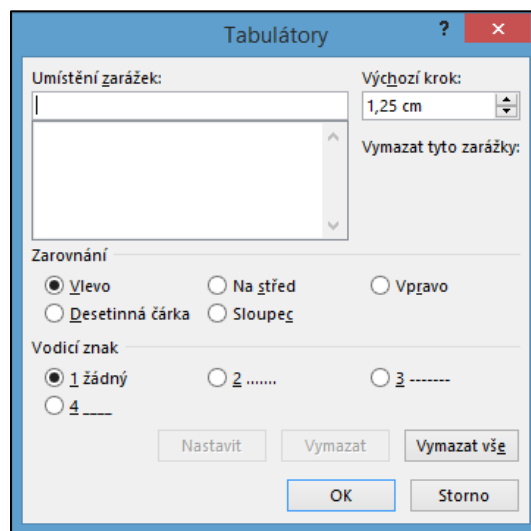 Tabulátory
? ×
Umístění zarážek: Výchozí krok:
1,25 cm
Vymazat tyto zarážky:
Zarovnání
Vlevo Na střed Vpravo
Desetinná čárka Sloupec
Vodicí znak
1 žádný 2 ....... 3 -------
4 ____
Nastavit Vymazat Vymazat vše
OK Storno